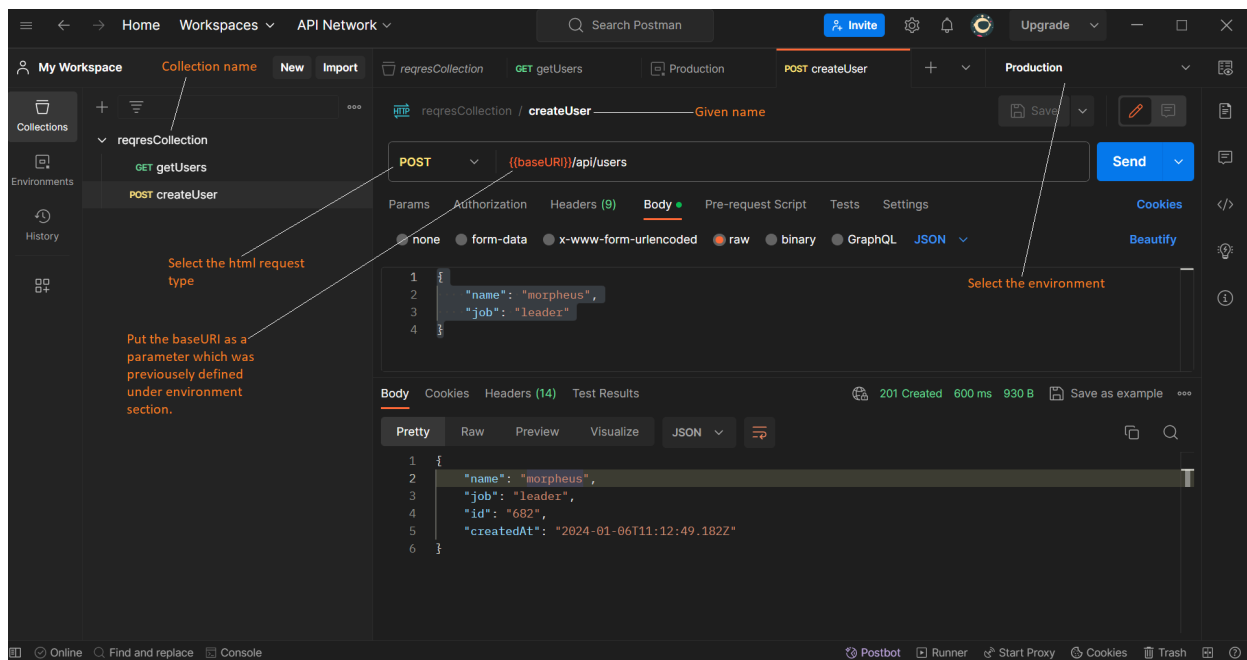 Home Workspaces API Network Search Postman Invite Upgrade
My Workspace Collection name New Import reqresCollection GET getUsers Production POST createUser Production
Collections
reqresCollection / createUser Given name Save
reqresCollection
GET getUsers
POST {{baseURI}}/api/users Send
Environments
POST createUser
Params Authorization Headers (9) Body Pre-request Script Tests Settings Cookies
History
none form-data x-www-form-urlencoded raw binary GraphQL JSON Beautify
Select the html request
type
Select the environment
1 {
2 "name": "morpheus",
3 "job": "leader"
4 }
Put the baseURI as a
parameter which was
previousely defined
under environment
section.
Body Cookies Headers (14) Test Results 201 Created 600 ms 930 B Save as example
Pretty Raw Preview Visualize JSON
1 {
2 "name": "morpheus",
3 "job": "leader",
4 "id": "682",
5 "createdAt": "2024-01-06T11:12:49.182Z"
6 }
Online Find and replace Console Postbot Runner Start Proxy Cookies Trash